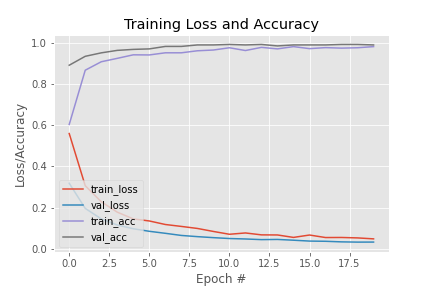 Training Loss and Accuracy
Loss/Accuracy
1.0
0.8
0.6
0.4
0.2
0.0
train_loss
val_loss
train_acc
val_acc
0.0 2.5 5.0 7.5 10.0 12.5 15.0 17.5
Epoch #